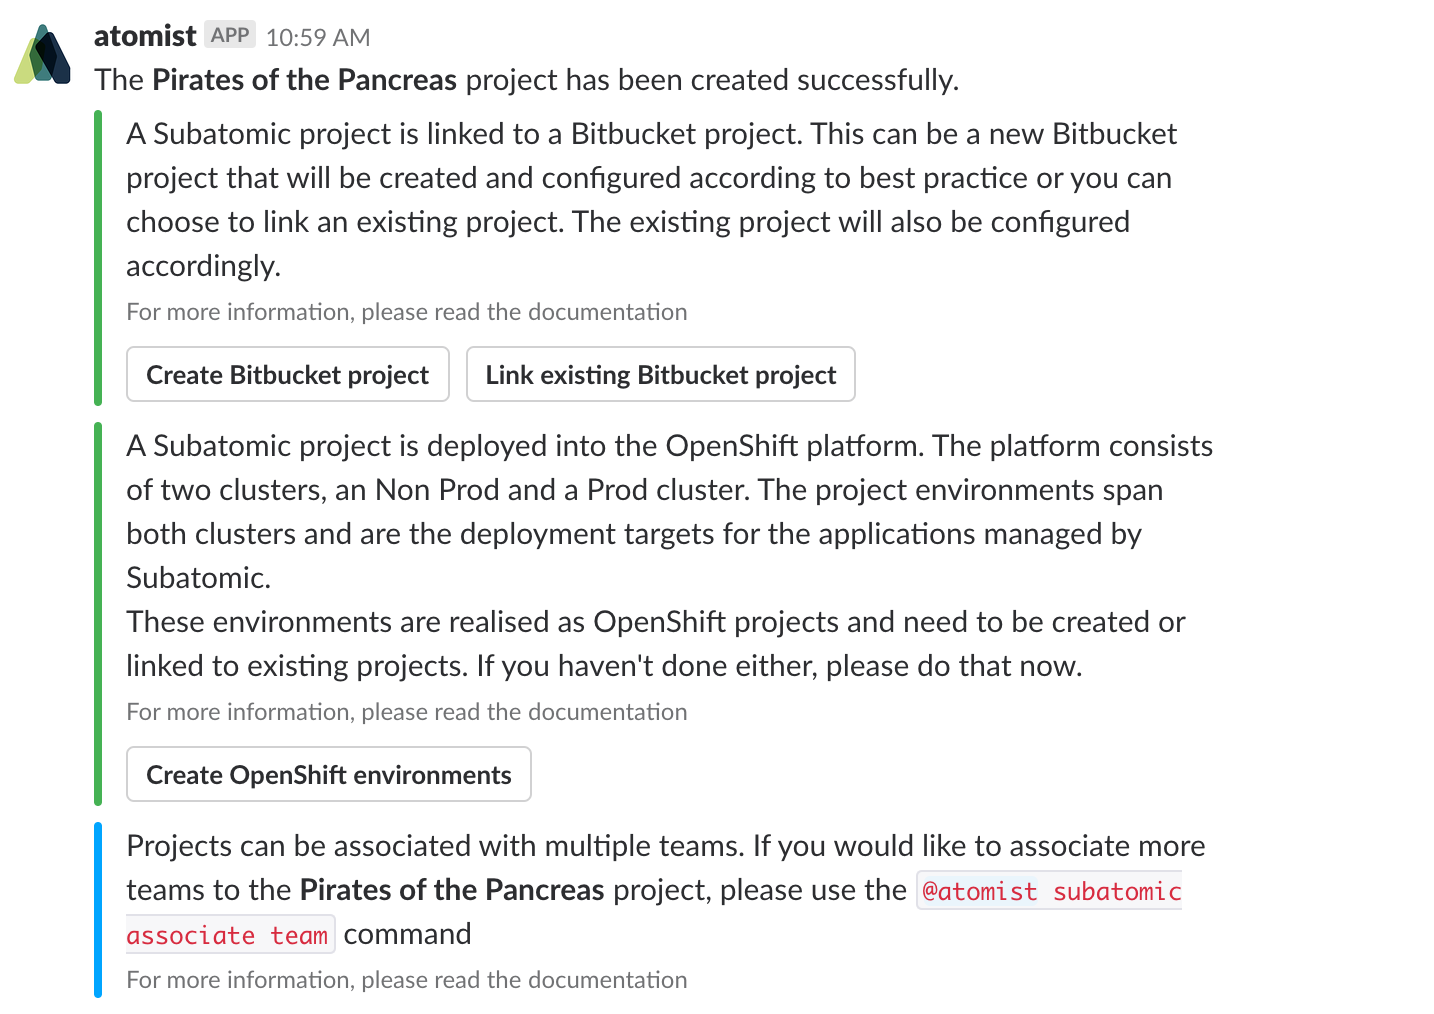 atomist APP 10:59 AM
The Pirates of the Pancreas project has been created successfully.
A Subatomic project is linked to a Bitbucket project. This can be a new Bitbucket
project that will be created and configured according to best practice or you can
choose to link an existing project. The existing project will also be configured
accordingly.
For more information, please read the documentation
Create Bitbucket project Link existing Bitbucket project
A Subatomic project is deployed into the OpenShift platform. The platform consists
of two clusters, an Non Prod and a Prod cluster. The project environments span
both clusters and are the deployment targets for the applications managed by
Subatomic.
These environments are realised as OpenShift projects and need to be created or
linked to existing projects. If you haven't done either, please do that now.
For more information, please read the documentation
Create OpenShift environments
Projects can be associated with multiple teams. If you would like to associate more
teams to the Pirates of the Pancreas project, please use the @atomist subatomic
associate team command
For more information, please read the documentation